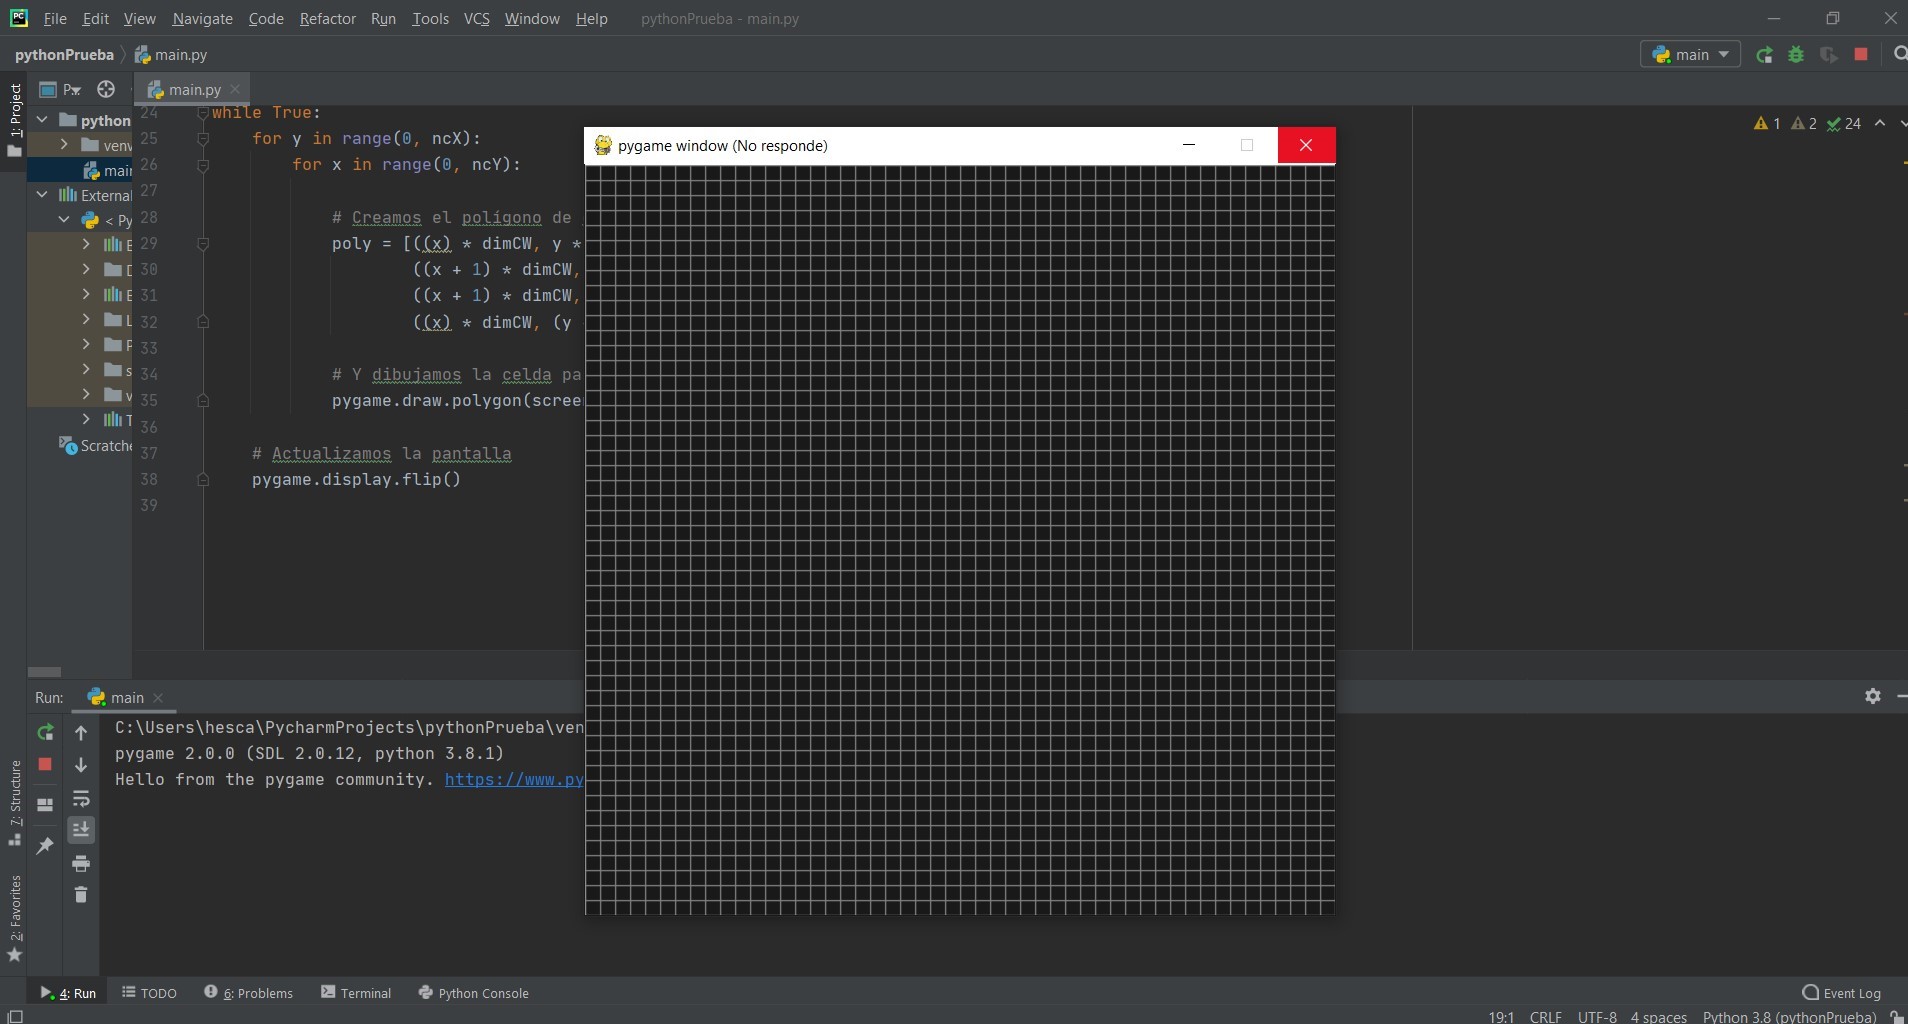 File Edit View Navigate Code Refactor Run Tools VCS Window Help pythonPrueba - main.py
pythonPrueba main.py main
1: Project
P
main.py
python
venv
main
External
< Py
Scratche
24 while True:
25 for y in range(0, ncX):
26 for x in range(0, ncY):
27
28 # Creamos el polígono de
29 poly = [((x) * dimCW, y *
30 ((x + 1) * dimCW,
31 ((x + 1) * dimCW,
32 ((x) * dimCW, (y
33
34 # Y dibujamos la celda pa
35 pygame.draw.polygon(scree
36
37 # Actualizamos la pantalla
38 pygame.display.flip()
39
1 2 24
pygame window (No responde)
Run: main
C:\Users\hesca\PycharmProjects\pythonPrueba\ven
pygame 2.0.0 (SDL 2.0.12, python 3.8.1)
Hello from the pygame community. https://www.py
7: Structure
2: Favorites
4: Run TODO 6: Problems Terminal Python Console Event Log
19:1 CRLF UTF-8 4 spaces Python 3.8 (pythonPrueba)